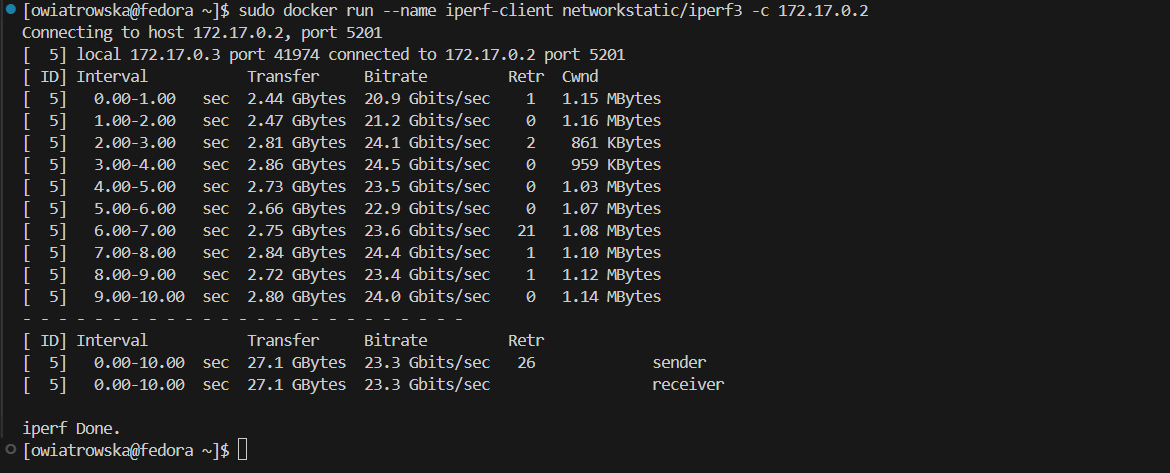 [owiatrowska@fedora ~]$ sudo docker run --name iperf-client networkstatic/iperf3 -c 172.17.0.2
Connecting to host 172.17.0.2, port 5201
[  5] local 172.17.0.3 port 41974 connected to 172.17.0.2 port 5201
[ ID] Interval           Transfer     Bitrate         Retr  Cwnd
[  5]   0.00-1.00   sec  2.44 GBytes  20.9 Gbits/sec    1   1.15 MBytes
[  5]   1.00-2.00   sec  2.47 GBytes  21.2 Gbits/sec    0   1.16 MBytes
[  5]   2.00-3.00   sec  2.81 GBytes  24.1 Gbits/sec    2    861 KBytes
[  5]   3.00-4.00   sec  2.86 GBytes  24.5 Gbits/sec    0    959 KBytes
[  5]   4.00-5.00   sec  2.73 GBytes  23.5 Gbits/sec    0   1.03 MBytes
[  5]   5.00-6.00   sec  2.66 GBytes  22.9 Gbits/sec    0   1.07 MBytes
[  5]   6.00-7.00   sec  2.75 GBytes  23.6 Gbits/sec   21   1.08 MBytes
[  5]   7.00-8.00   sec  2.84 GBytes  24.4 Gbits/sec    1   1.10 MBytes
[  5]   8.00-9.00   sec  2.72 GBytes  23.4 Gbits/sec    1   1.12 MBytes
[  5]   9.00-10.00  sec  2.80 GBytes  24.0 Gbits/sec    0   1.14 MBytes
- - - - - - - - - - - - - - - - - - - - - - - - -
[ ID] Interval           Transfer     Bitrate         Retr
[  5]   0.00-10.00  sec  27.1 GBytes  23.3 Gbits/sec   26             sender
[  5]   0.00-10.00  sec  27.1 GBytes  23.3 Gbits/sec                  receiver

iperf Done.
[owiatrowska@fedora ~]$